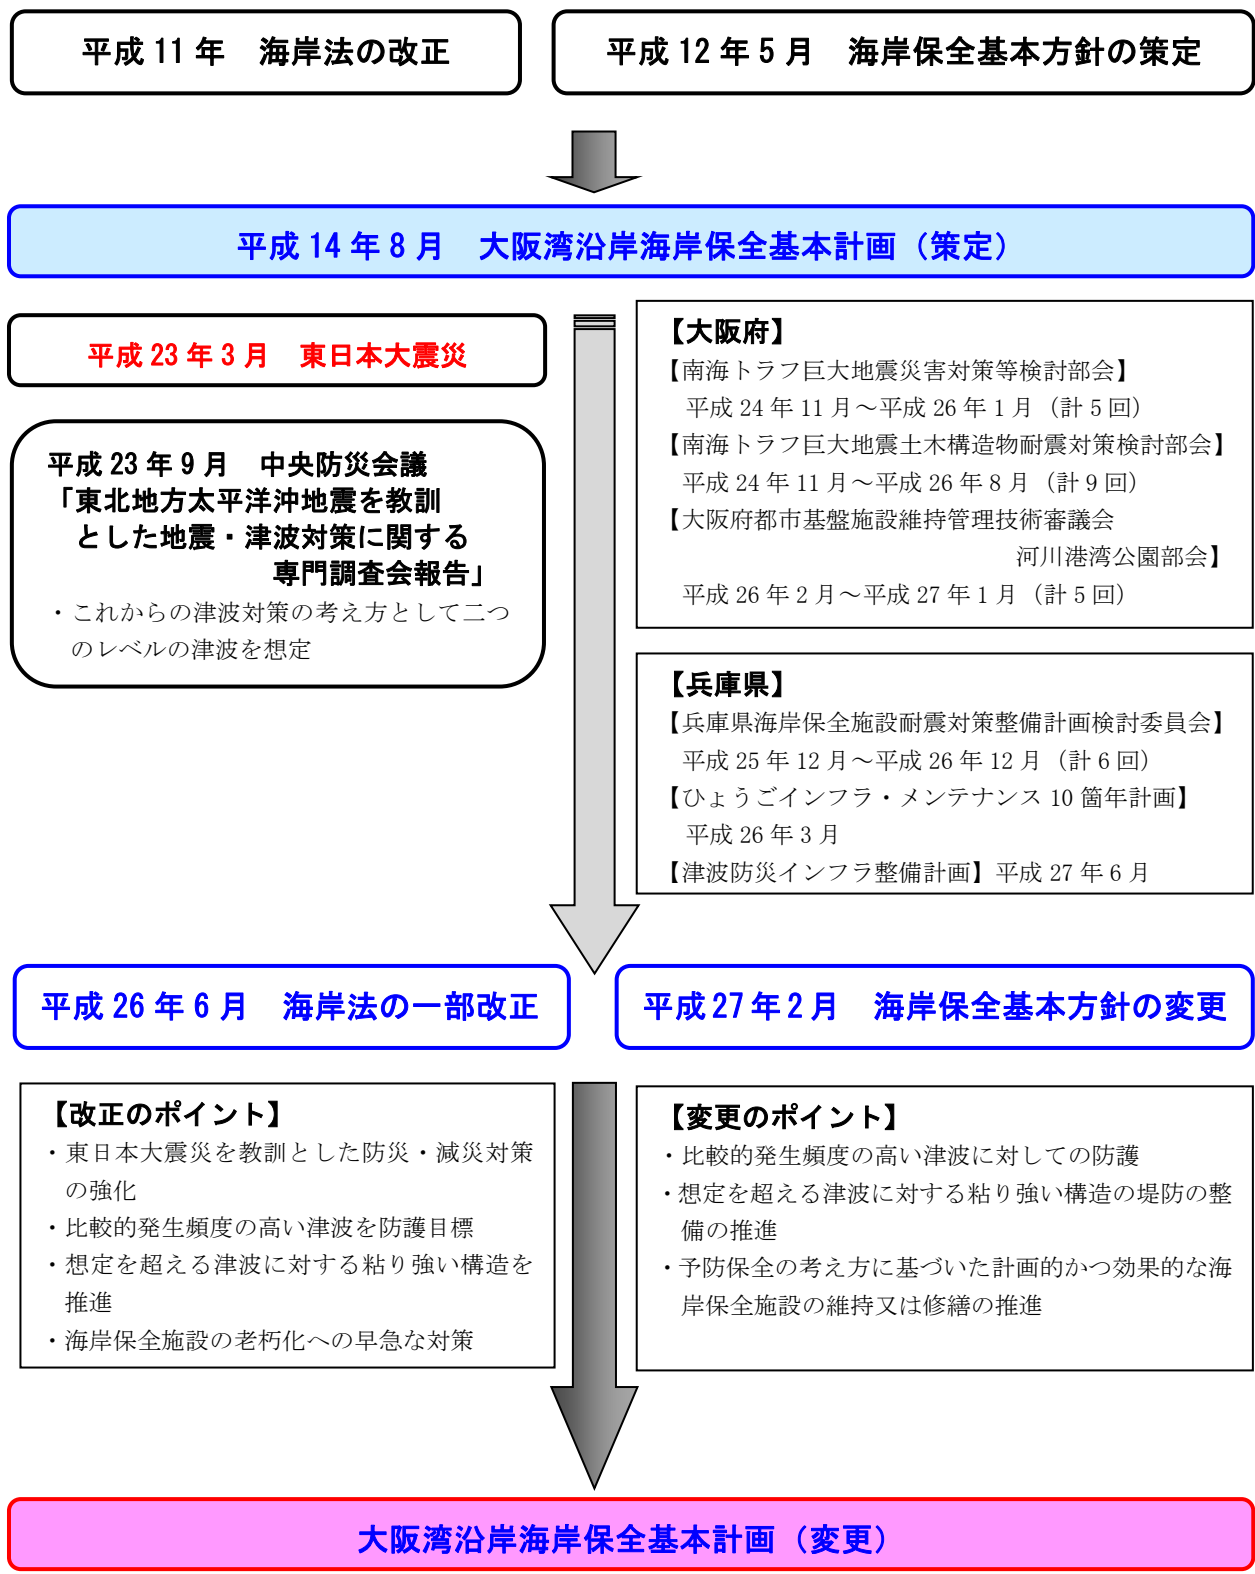 平成 11 年　海岸法の改正
平成 12 年 5 月　海岸保全基本方針の策定
平成 14 年 8 月　大阪湾沿岸海岸保全基本計画（策定）
平成 23 年 3 月　東日本大震災
平成 23 年 9 月　中央防災会議
「東北地方太平洋沖地震を教訓
とした地震・津波対策に関する
専門調査会報告」
・これからの津波対策の考え方として二つ
のレベルの津波を想定
【大阪府】
【南海トラフ巨大地震災害対策等検討部会】
平成 24 年 11 月～平成 26 年 1 月（計 5 回）
【南海トラフ巨大地震土木構造物耐震対策検討部会】
平成 24 年 11 月～平成 26 年 8 月（計 9 回）
【大阪府都市基盤施設維持管理技術審議会
河川港湾公園部会】
平成 26 年 2 月～平成 27 年 1 月（計 5 回）
【兵庫県】
【兵庫県海岸保全施設耐震対策整備計画検討委員会】
平成 25 年 12 月～平成 26 年 12 月（計 6 回）
【ひょうごインフラ・メンテナンス 10 箇年計画】
平成 26 年 3 月
【津波防災インフラ整備計画】平成 27 年 6 月
平成 26 年 6 月　海岸法の一部改正
平成 27 年 2 月　海岸保全基本方針の変更
【改正のポイント】
・東日本大震災を教訓とした防災・減災対策
の強化
・比較的発生頻度の高い津波を防護目標
・想定を超える津波に対する粘り強い構造を
推進
・海岸保全施設の老朽化への早急な対策
【変更のポイント】
・比較的発生頻度の高い津波に対しての防護
・想定を超える津波に対する粘り強い構造の堤防の整
備の推進
・予防保全の考え方に基づいた計画的かつ効果的な海
岸保全施設の維持又は修繕の推進
大阪湾沿岸海岸保全基本計画（変更）